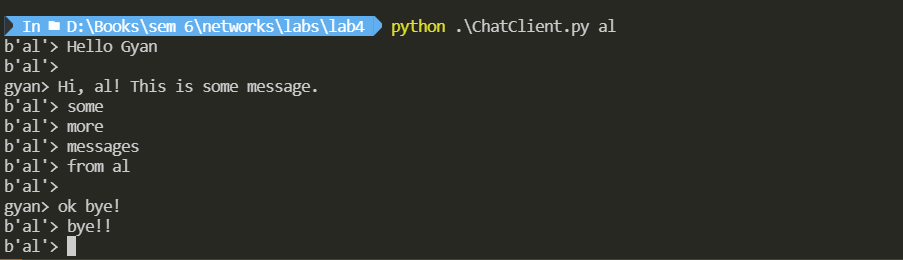 In D:\Books\sem 6\networks\labs\lab4 python .\ChatClient.py al
b'al'> Hello Gyan
b'al'>
gyan> Hi, al! This is some message.
b'al'> some
b'al'> more
b'al'> messages
b'al'> from al
b'al'>
gyan> ok bye!
b'al'> bye!!
b'al'>